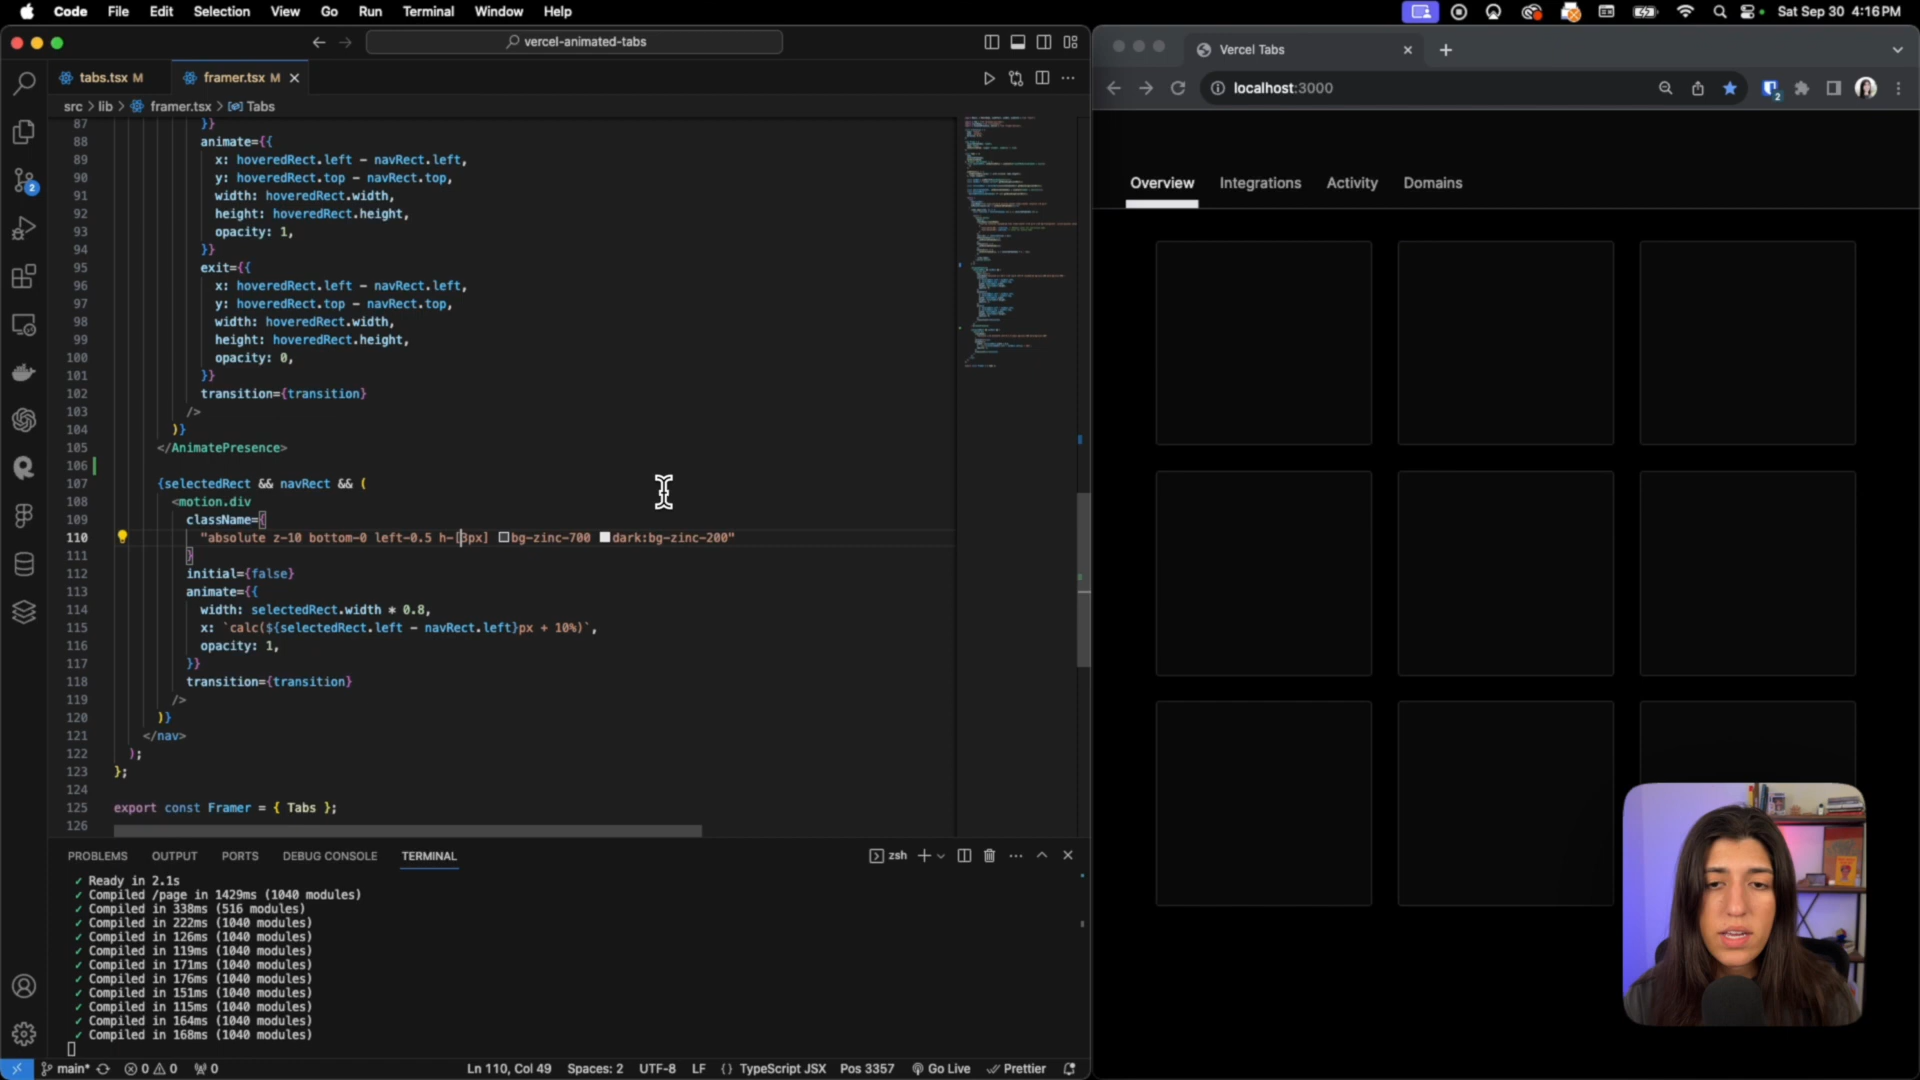 Code File Edit Selection View Go Run Terminal Window Help
Sat Sep 30 4:16 PM
vercel-animated-tabs
tabs.tsx M
framer.tsx M
src > lib > framer.tsx > Tabs
87 }}
88 animate={{
89 x: hoveredRect.left - navRect.left,
90 y: hoveredRect.top - navRect.top,
91 width: hoveredRect.width,
92 height: hoveredRect.height,
93 opacity: 1,
94 }}
95 exit={{
96 x: hoveredRect.left - navRect.left,
97 y: hoveredRect.top - navRect.top,
98 width: hoveredRect.width,
99 height: hoveredRect.height,
100 opacity: 0,
101 }}
102 transition={transition}
103 />
104 )}
105 </AnimatePresence>
106
107 {selectedRect && navRect && (
108 <motion.div
109 className={
110 "absolute z-10 bottom-0 left-0.5 h-[3px] bg-zinc-700 dark:bg-zinc-200"
111 }
112 initial={false}
113 animate={{
114 width: selectedRect.width * 0.8,
115 x: `calc(${selectedRect.left - navRect.left}px + 10%)`,
116 opacity: 1,
117 }}
118 transition={transition}
119 />
120 )}
121 </nav>
122 );
123 };
124
125 export const Framer = { Tabs };
126
PROBLEMS OUTPUT PORTS DEBUG CONSOLE TERMINAL
zsh
✓ Ready in 2.1s
✓ Compiled /page in 1429ms (1040 modules)
✓ Compiled in 338ms (516 modules)
✓ Compiled in 222ms (1040 modules)
✓ Compiled in 126ms (1040 modules)
✓ Compiled in 119ms (1040 modules)
✓ Compiled in 171ms (1040 modules)
✓ Compiled in 176ms (1040 modules)
✓ Compiled in 151ms (1040 modules)
✓ Compiled in 115ms (1040 modules)
✓ Compiled in 164ms (1040 modules)
✓ Compiled in 168ms (1040 modules)
main* 0 0 0
Ln 110, Col 49 Spaces: 2 UTF-8 LF {} TypeScript JSX Pos 3357 Go Live Prettier
2
Vercel Tabs
localhost:3000
2
Overview Integrations Activity Domains